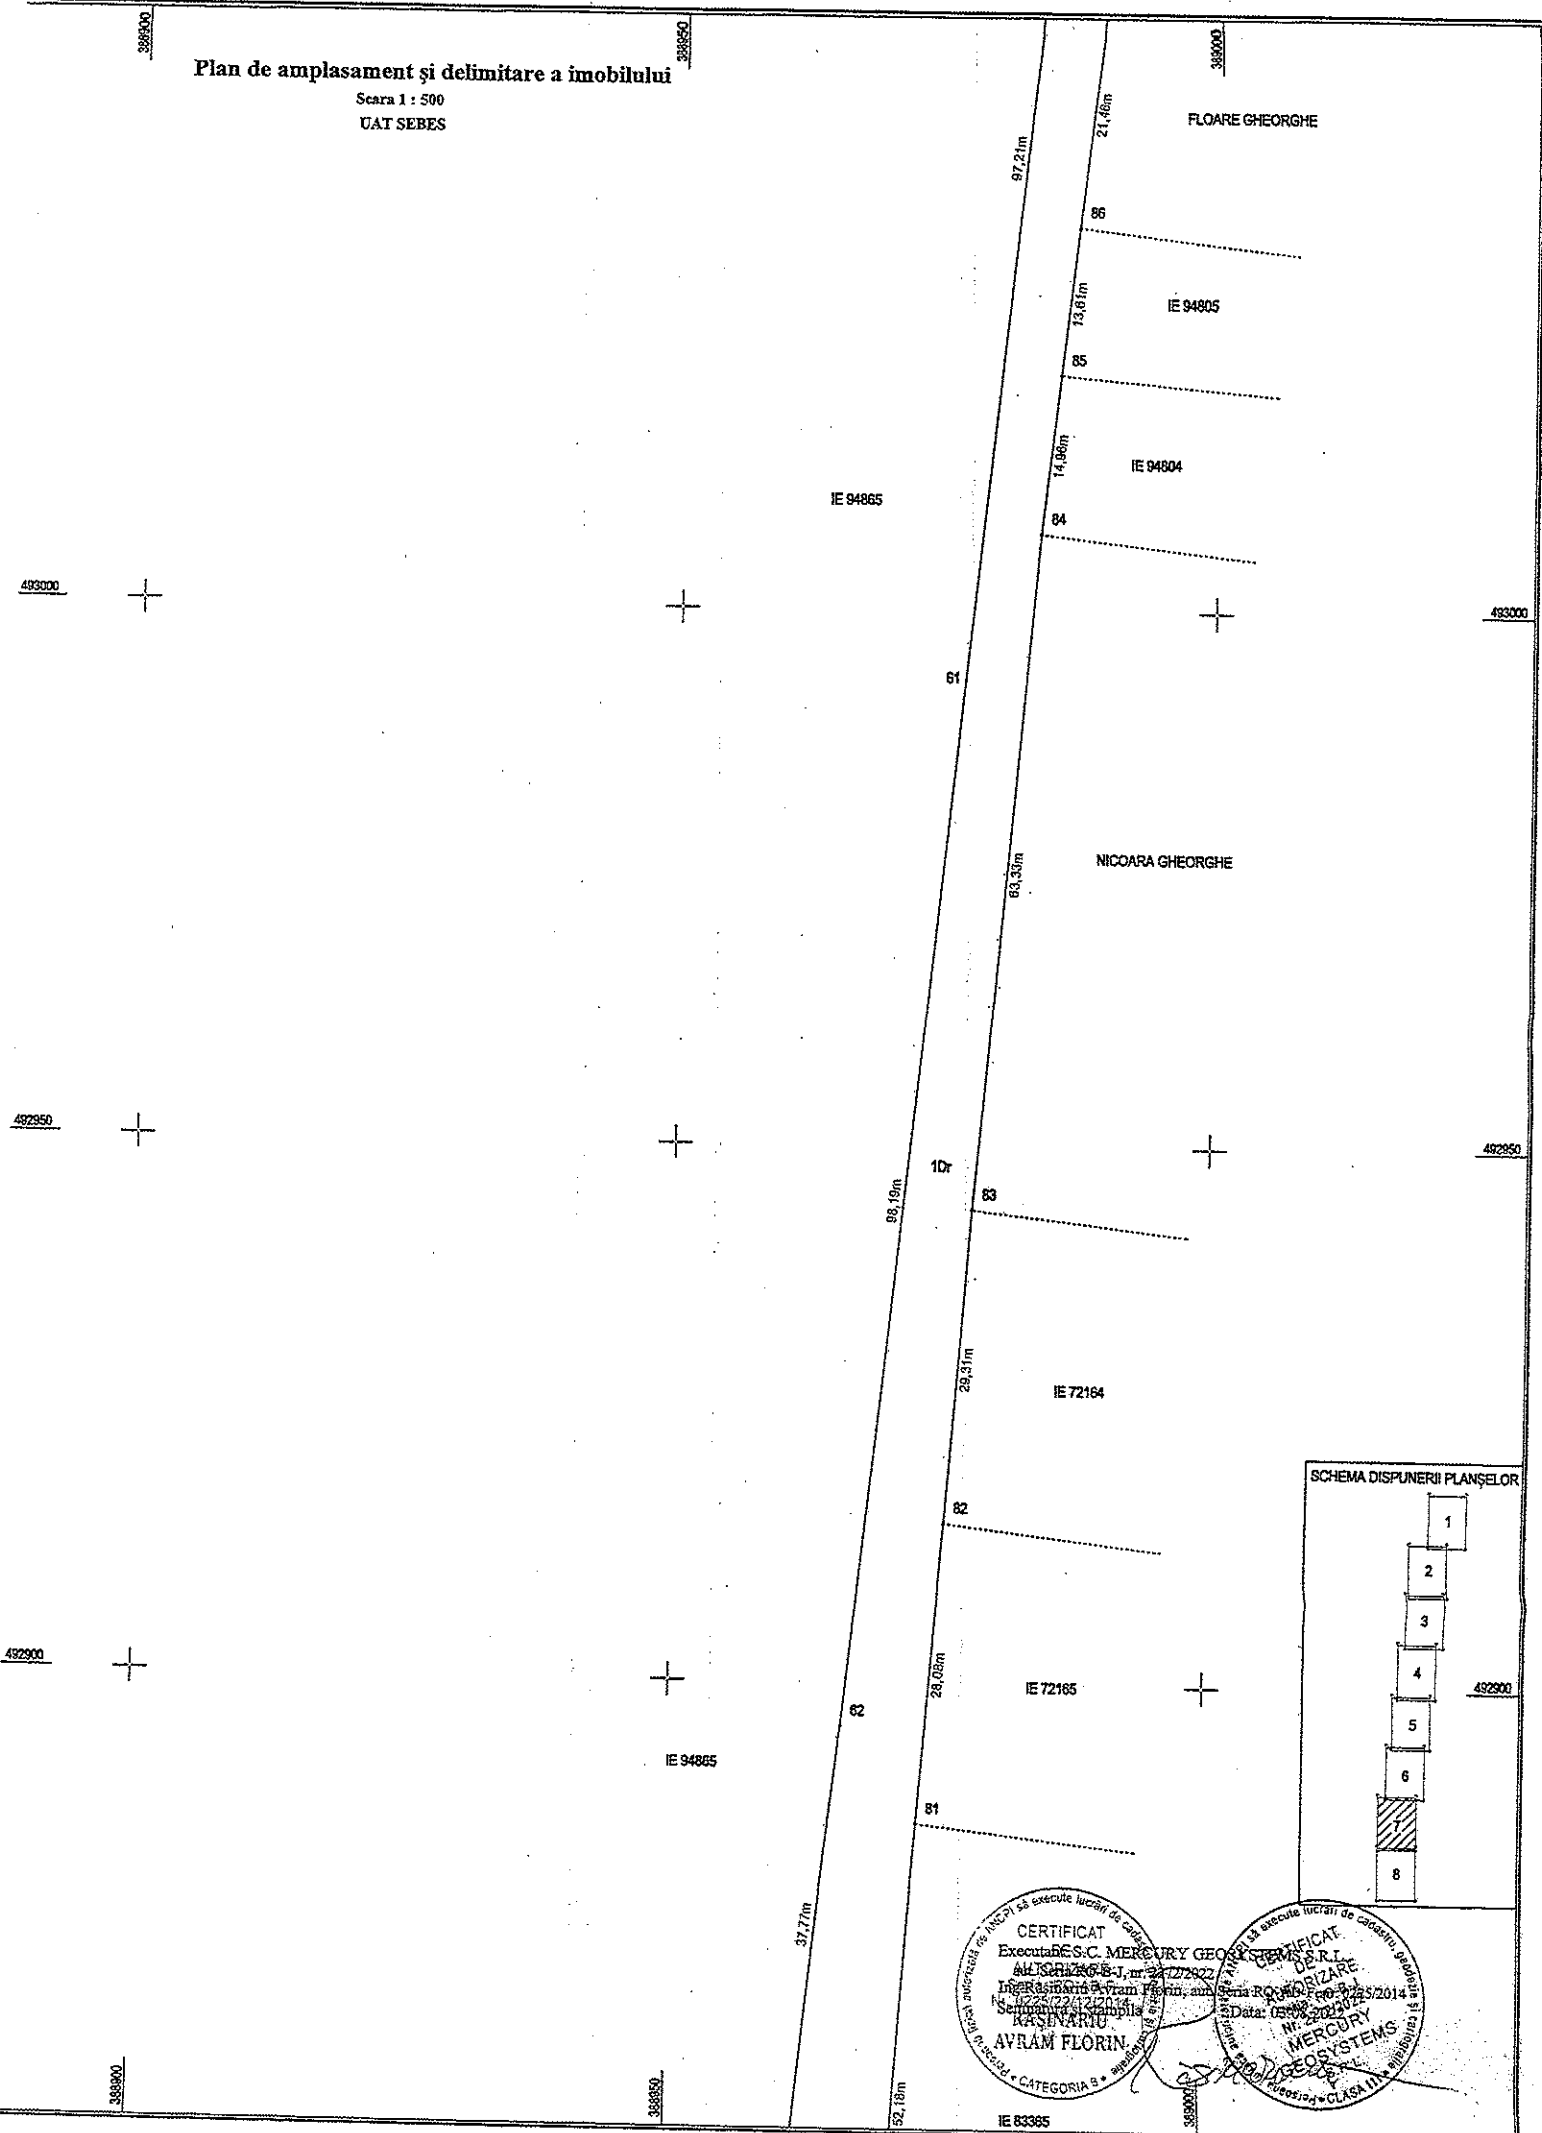 388900
388950
389000
Plan de amplasament şi delimitare a imobilului
Scara 1 : 500
UAT SEBES
97,21m
21,46m
FLOARE GHEORGHE
86
13,61m
IE 94805
85
14,96m
IE 94804
IE 94865
84
493000
493000
61
63,33m
NICOARA GHEORGHE
492950
492950
1Dr
83
98,19m
29,31m
IE 72164
SCHEMA DISPUNERII PLANŞELOR
1
2
3
4
5
6
7
8
82
492900
492900
28,08m
IE 72165
62
IE 94865
81
37,77m
52,18m
CERTIFICAT
S.C. MERCURY GEOSYSTEMS S.R.L.
RAŞINARIU
AVRAM FLORIN
CATEGORIA B
CERTIFICAT
DE
AUTORIZARE
MERCURY
GEOSYSTEMS
S.R.L.
CLASA III
Data:
388900
388950
389000
IE 83365